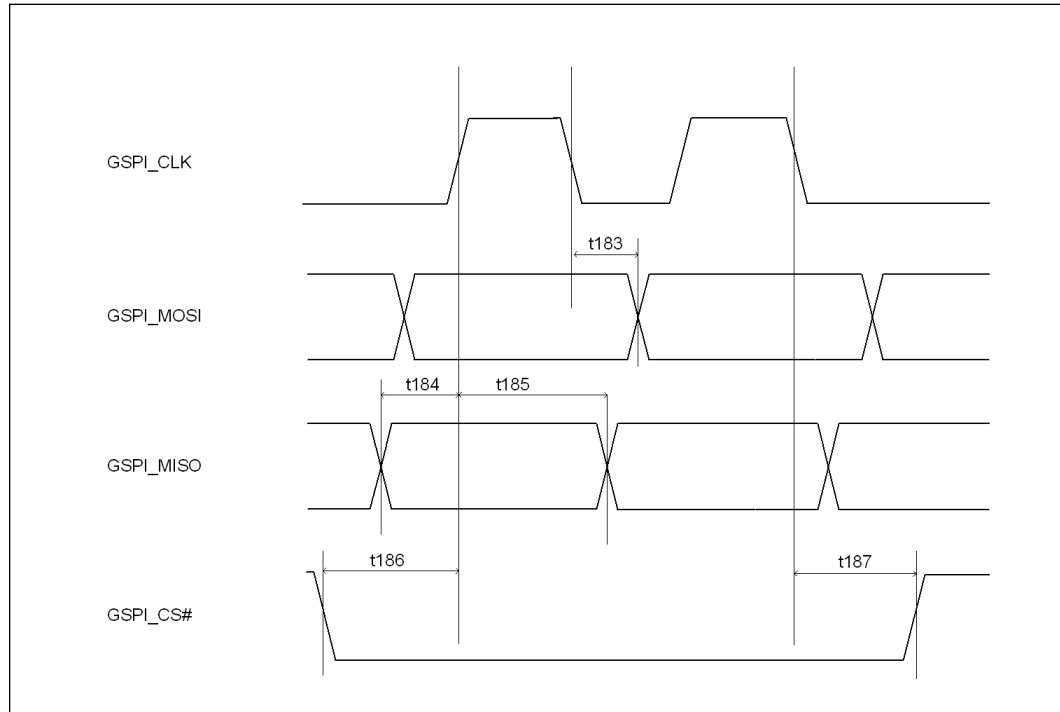 GSPI_CLK
t183
GSPI_MOSI
t184
t185
GSPI_MISO
t186
t187
GSPI_CS#